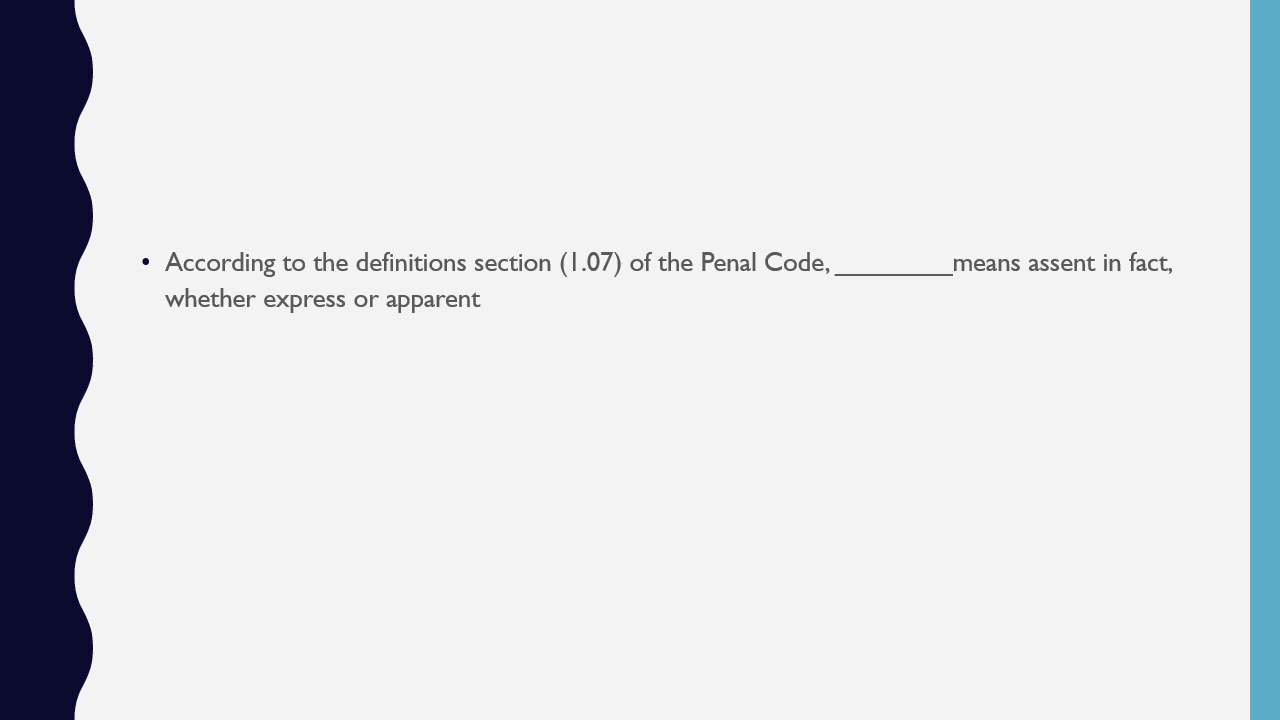 • According to the definitions section (1.07) of the Penal Code, ________means assent in fact,
whether express or apparent